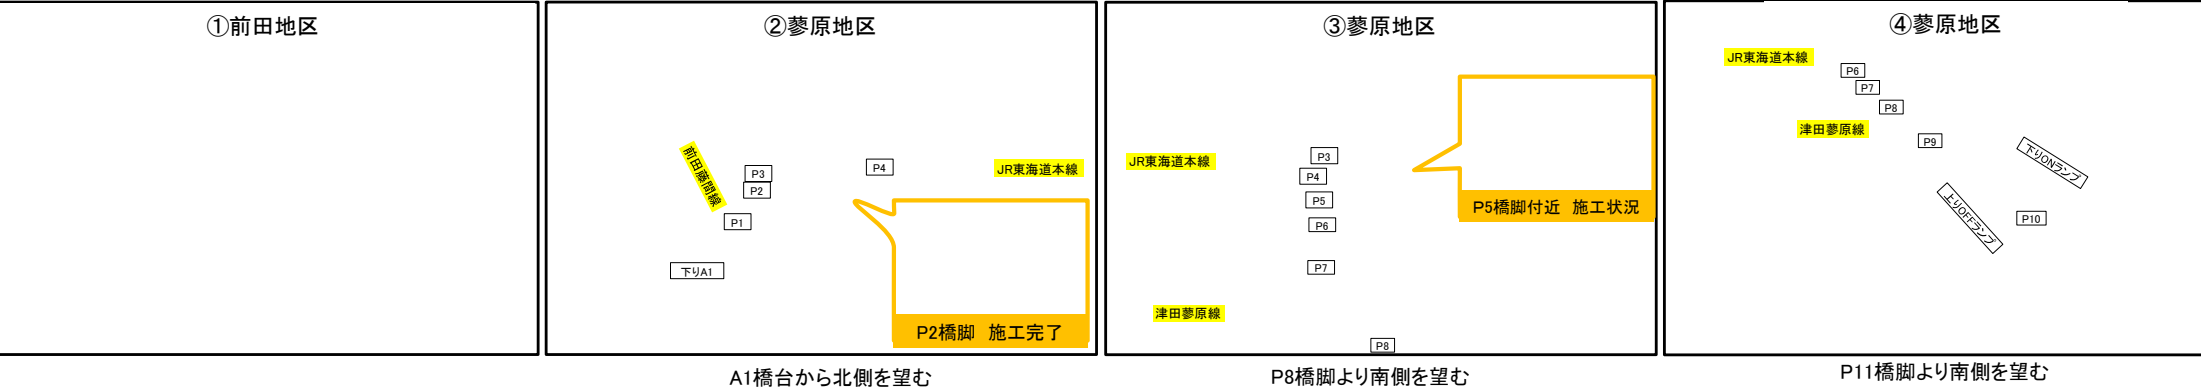 ①前田地区
②蓼原地区
前田藤間線
P3
P2
P1
下りA1
P4
JR東海道本線
P2橋脚 施工完了
A1橋台から北側を望む
③蓼原地区
JR東海道本線
P3
P4
P5
P6
P7
津田蓼原線
P8
P5橋脚付近 施工状況
P8橋脚より南側を望む
④蓼原地区
JR東海道本線
P6
P7
P8
津田蓼原線
P9
下りONランプ
上りOFFランプ
P10
P11橋脚より南側を望む